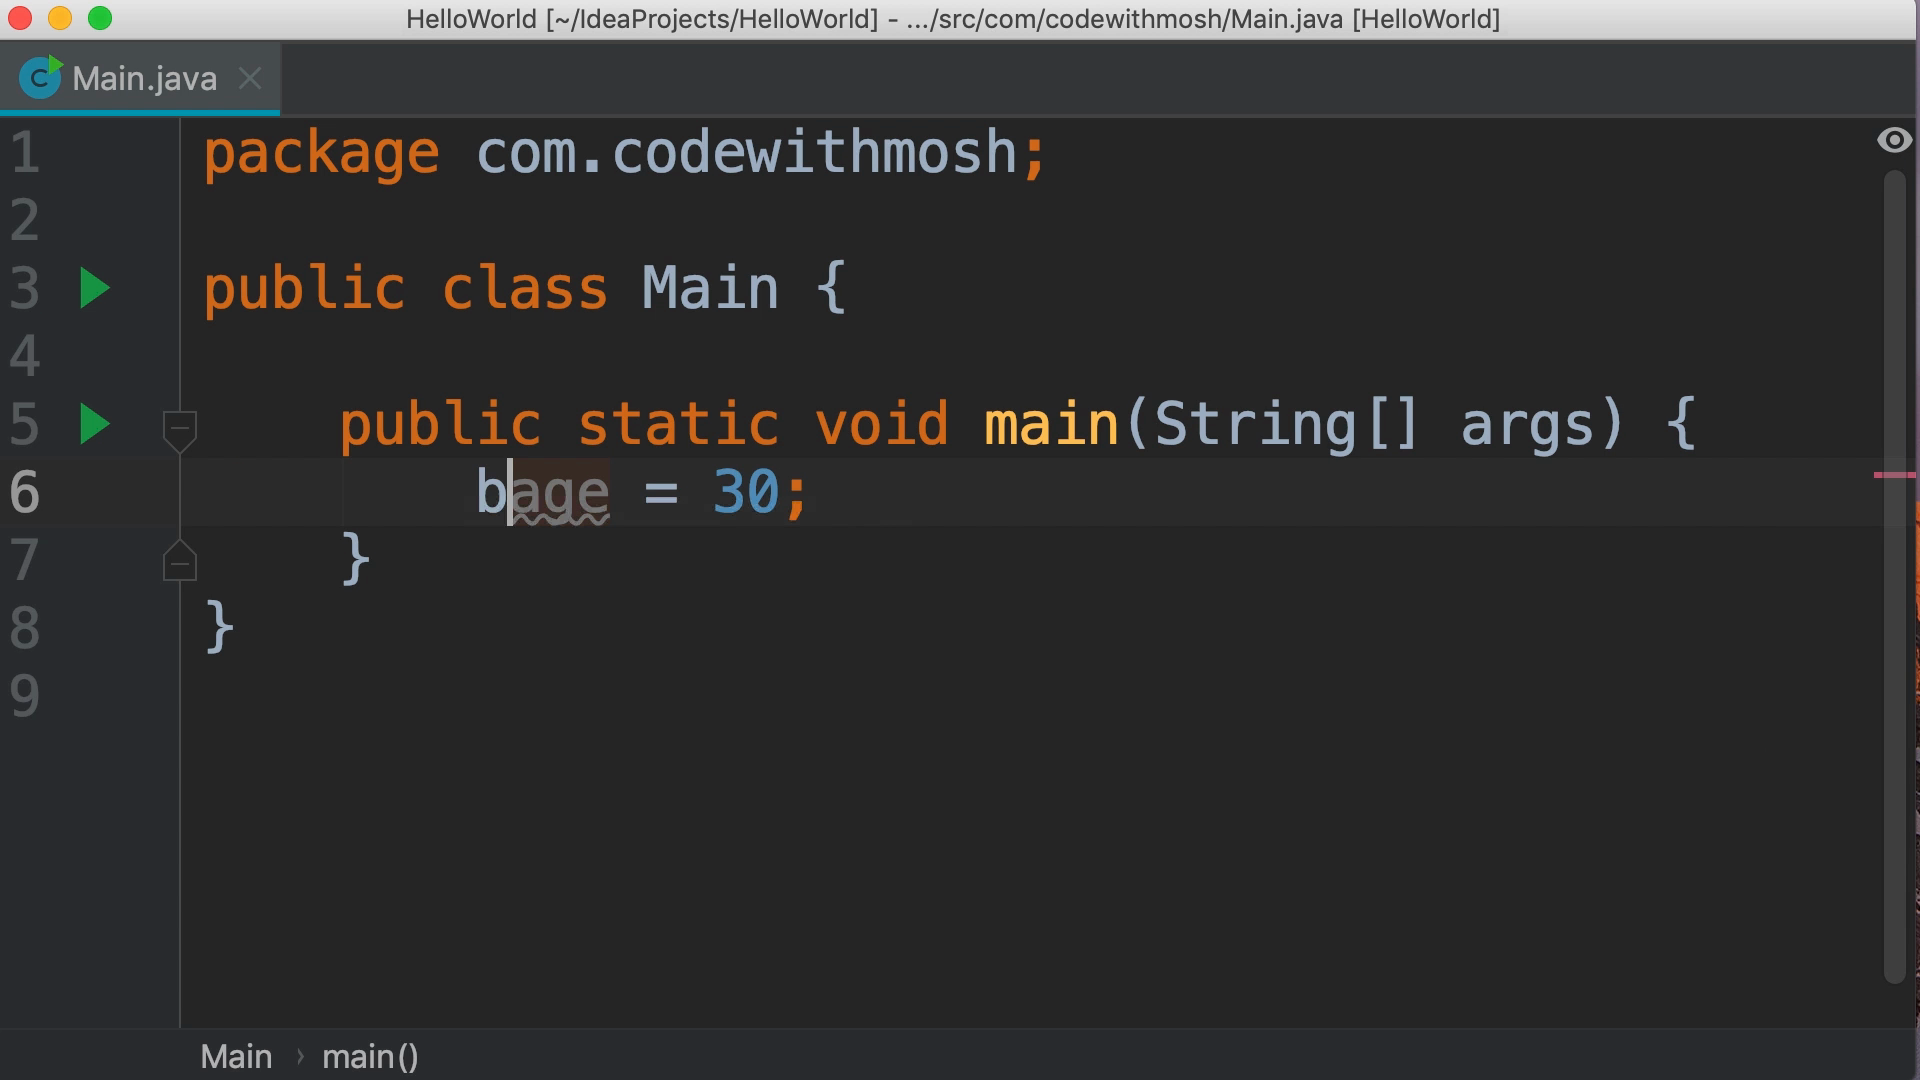 HelloWorld [~/IdeaProjects/HelloWorld] - .../src/com/codewithmosh/Main.java [HelloWorld]
Main.java
1 package com.codewithmosh;
2
3 public class Main {
4
5 public static void main(String[] args) {
6 bage = 30;
7 }
8 }
9
Main › main()